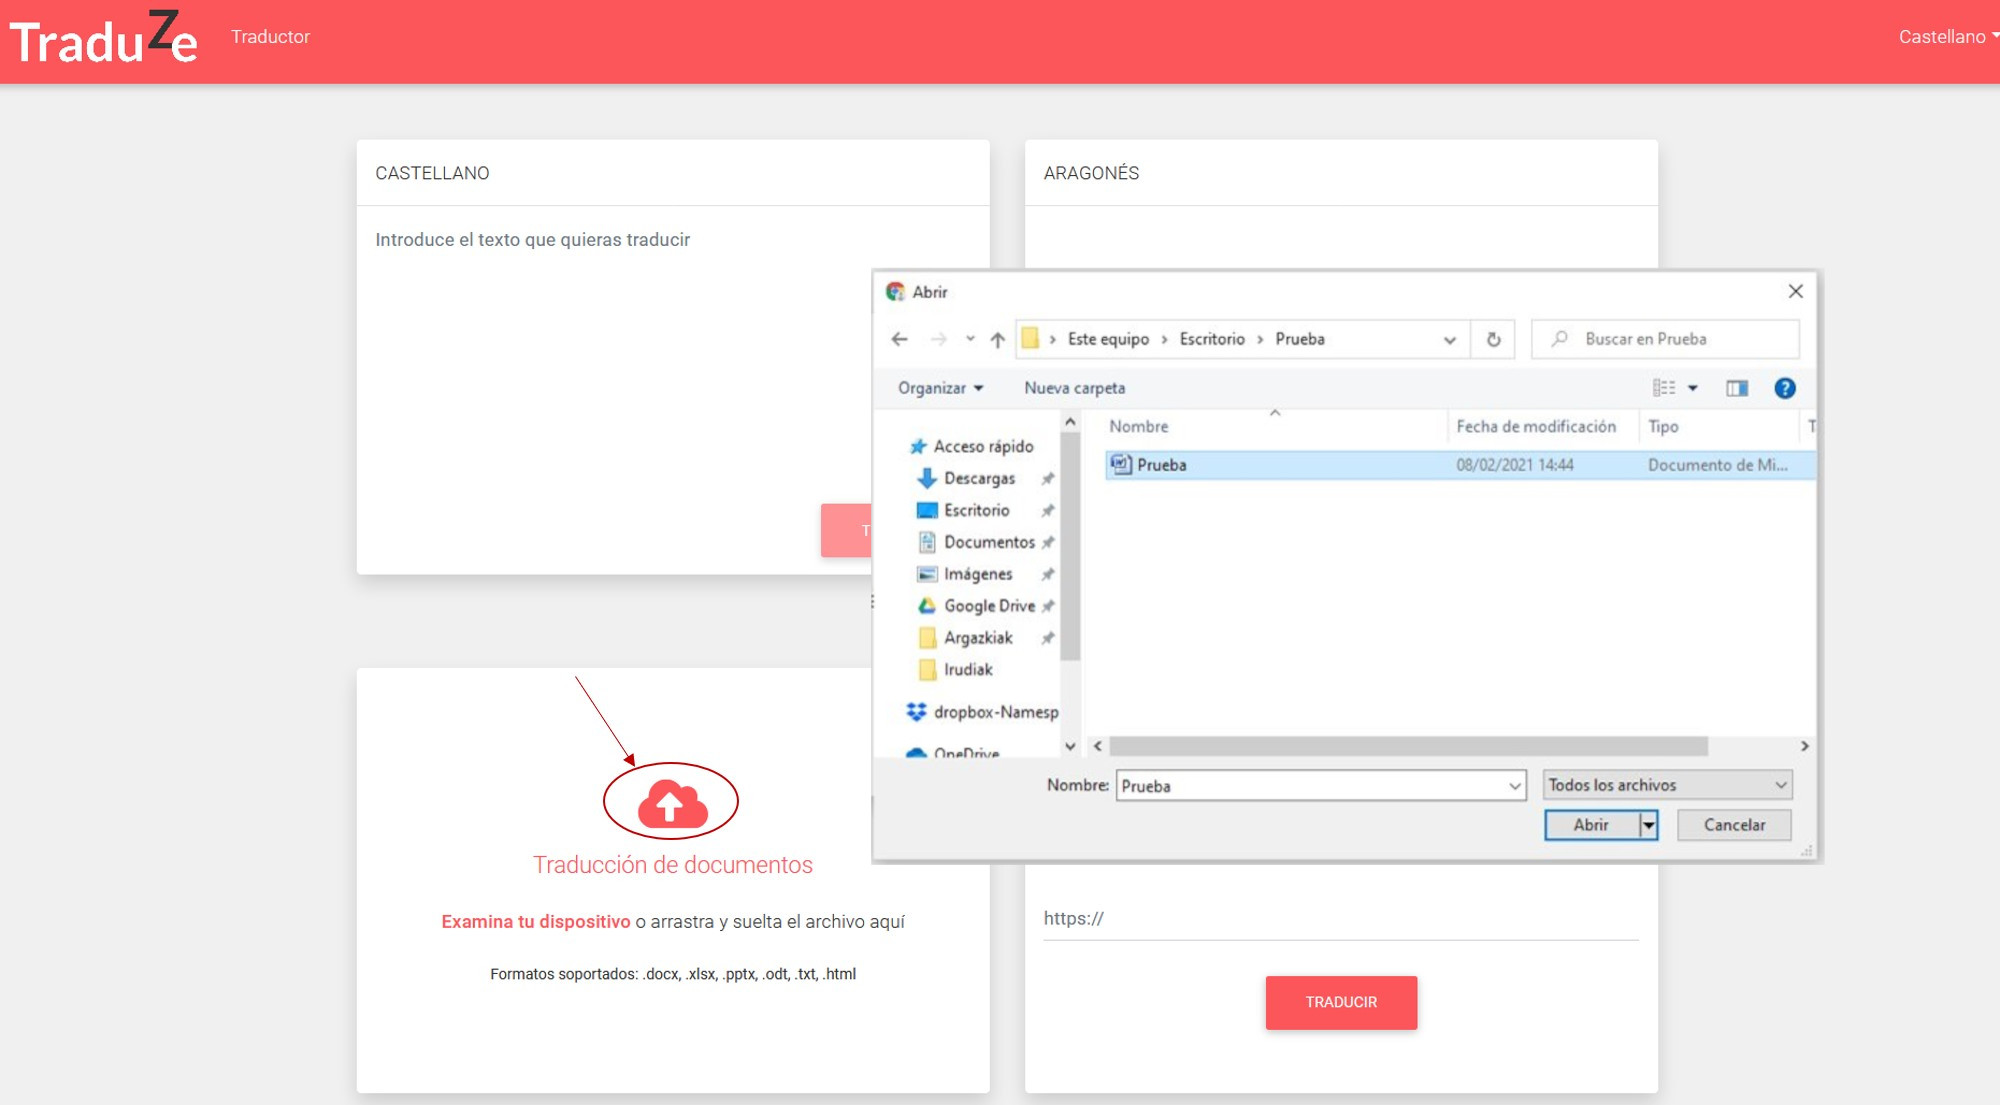 TraduZe
Traductor
Castellano
CASTELLANO
Introduce el texto que quieras traducir
T
ARAGONÉS
Abrir
Este equipo › Escritorio › Prueba
Buscar en Prueba
Organizar
Nueva carpeta
Nombre
Fecha de modificación
Tipo
T
Prueba
08/02/2021 14:44
Documento de Mi...
Acceso rápido
Descargas
Escritorio
Documentos
Imágenes
Google Drive
Argazkiak
Irudiak
dropbox-Namesp
OneDrive
Nombre:
Prueba
Todos los archivos
Abrir
Cancelar
Traducción de documentos
Examina tu dispositivo o arrastra y suelta el archivo aquí
Formatos soportados: .docx, .xlsx, .pptx, .odt, .txt, .html
https://
TRADUCIR